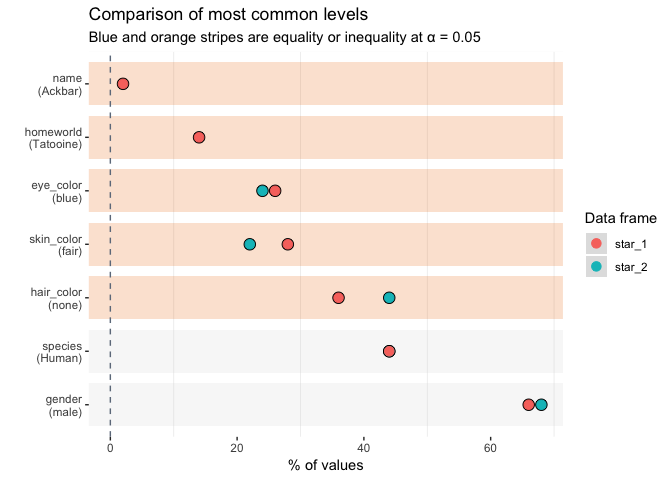 Comparison of most common levels
Blue and orange stripes are equality or inequality at α = 0.05
name
(Ackbar)
homeworld
(Tatooine)
eye_color
(blue)
skin_color
(fair)
hair_color
(none)
species
(Human)
gender
(male)
0
20
40
60
% of values
Data frame
star_1
star_2